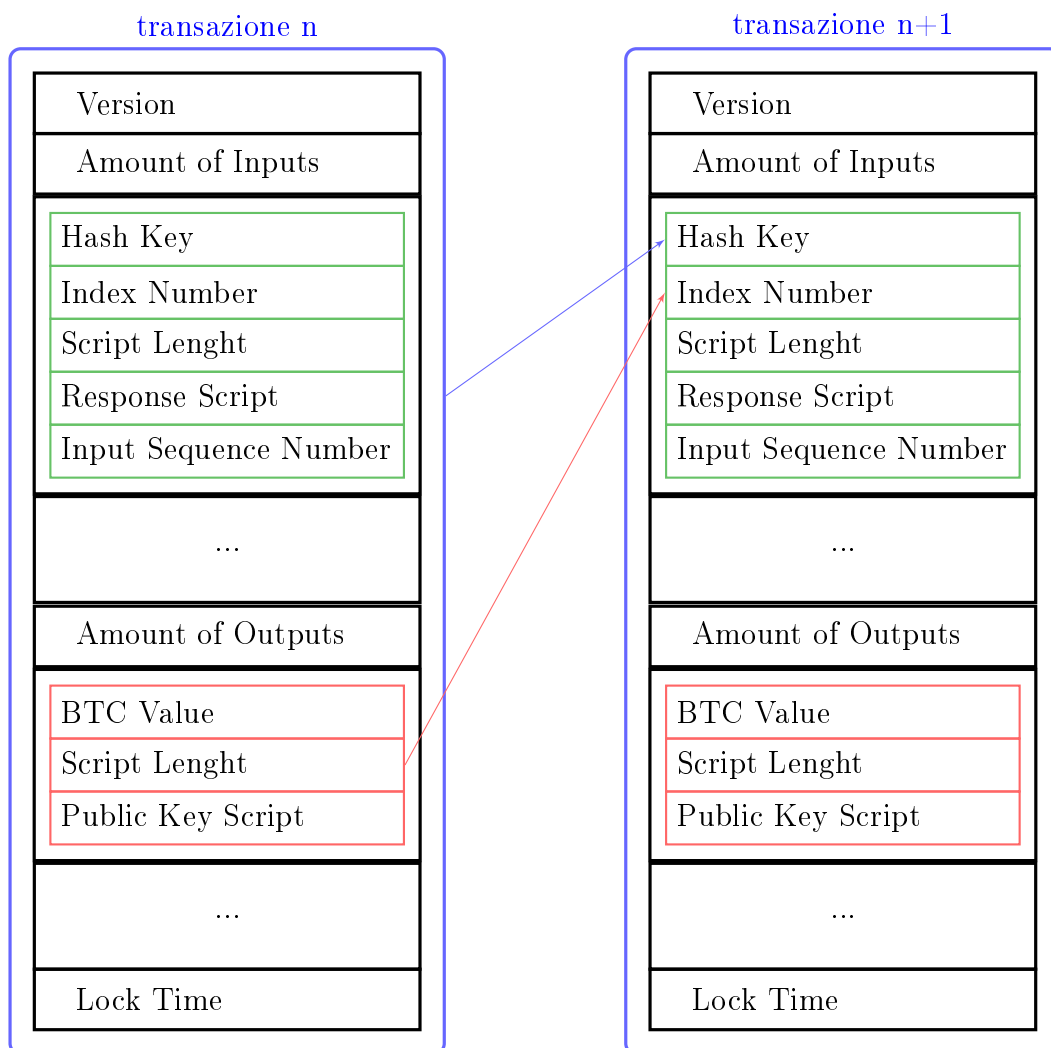 transazione n
Version
Amount of Inputs
Hash Key
Index Number
Script Lenght
Response Script
Input Sequence Number
...
Amount of Outputs
BTC Value
Script Lenght
Public Key Script
...
Lock Time
transazione n+1
Version
Amount of Inputs
Hash Key
Index Number
Script Lenght
Response Script
Input Sequence Number
...
Amount of Outputs
BTC Value
Script Lenght
Public Key Script
...
Lock Time